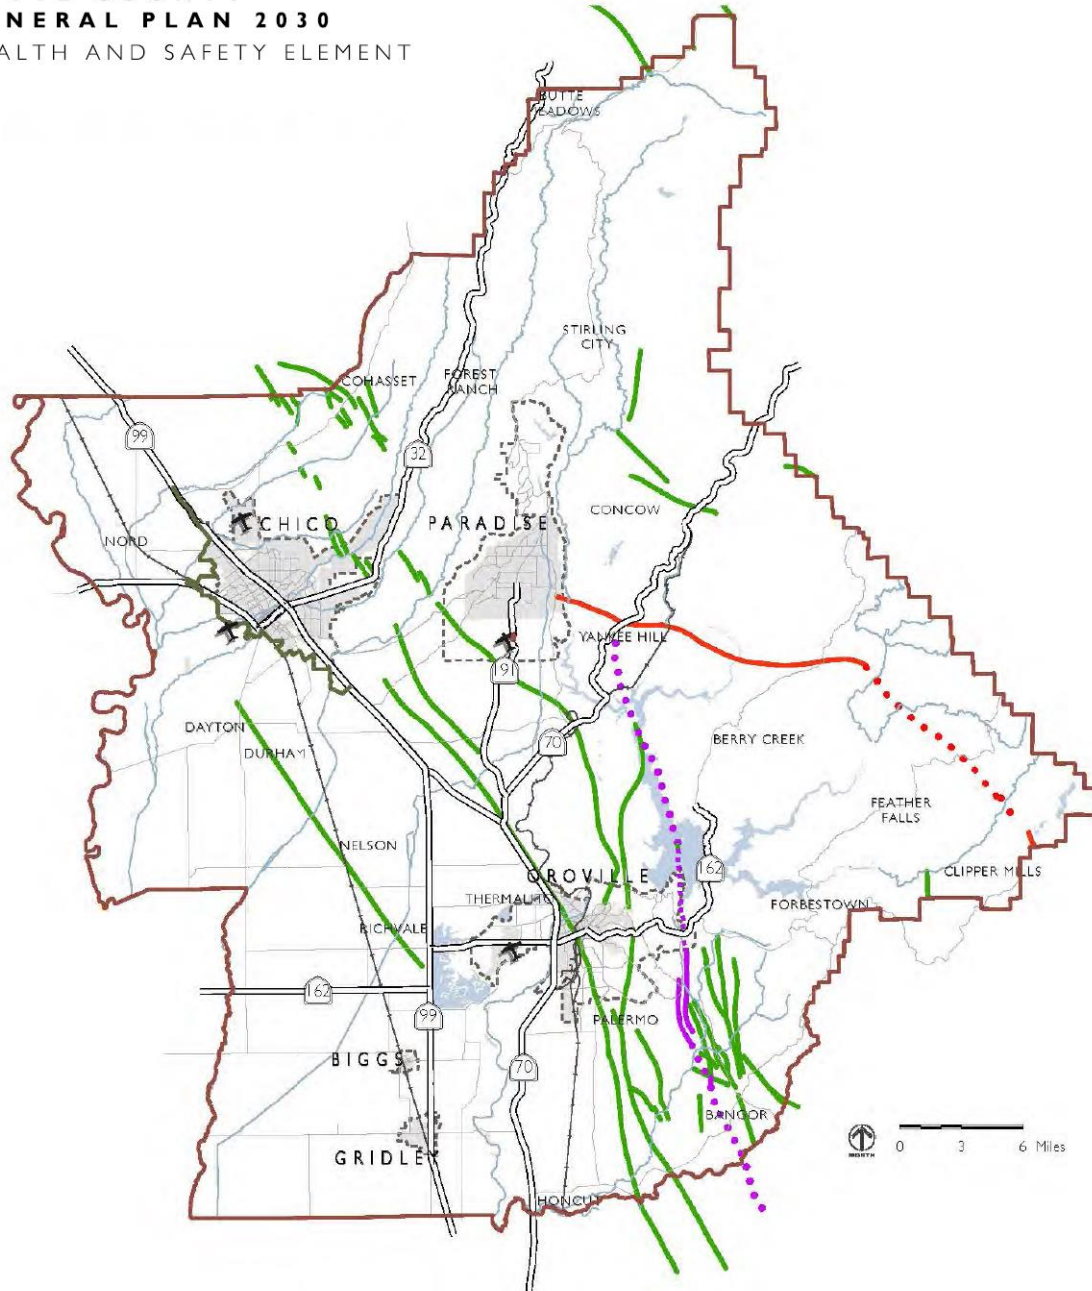 NERAL PLAN 2030
ALTH AND SAFETY ELEMENT
BUTTE
MEADOWS
STIRLING
CITY
COHASSET
FOREST
RANCH
99
32
CHICO
PARADISE
CONCOW
NORD
YANKEE HILL
191
DAYTON
DURHAM
70
BERRY CREEK
FEATHER
FALLS
NELSON
OROVILLE
162
CLIPPER MILLS
THERMALITO
FORBESTOWN
RICHVALE
162
99
PALERMO
BIGGS
70
BANGOR
GRIDLEY
NORTH
0 3 6 Miles
HONCUT